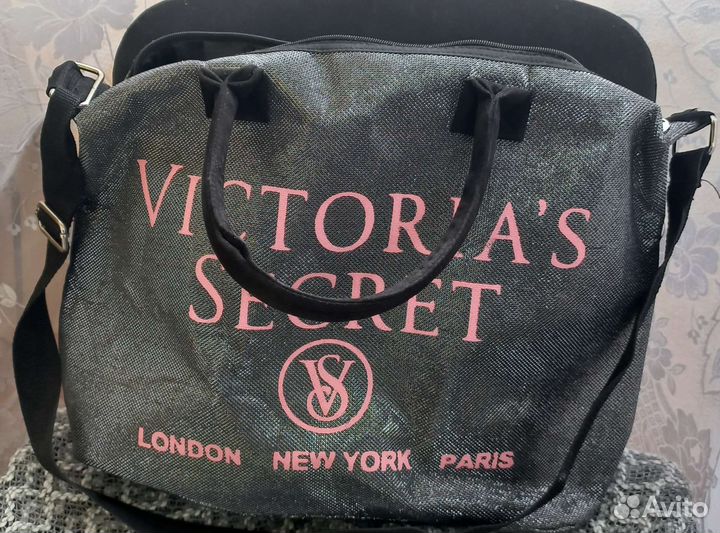 VICTORIA'S
SECRET
VS
LONDON NEW YORK PARIS
Avito